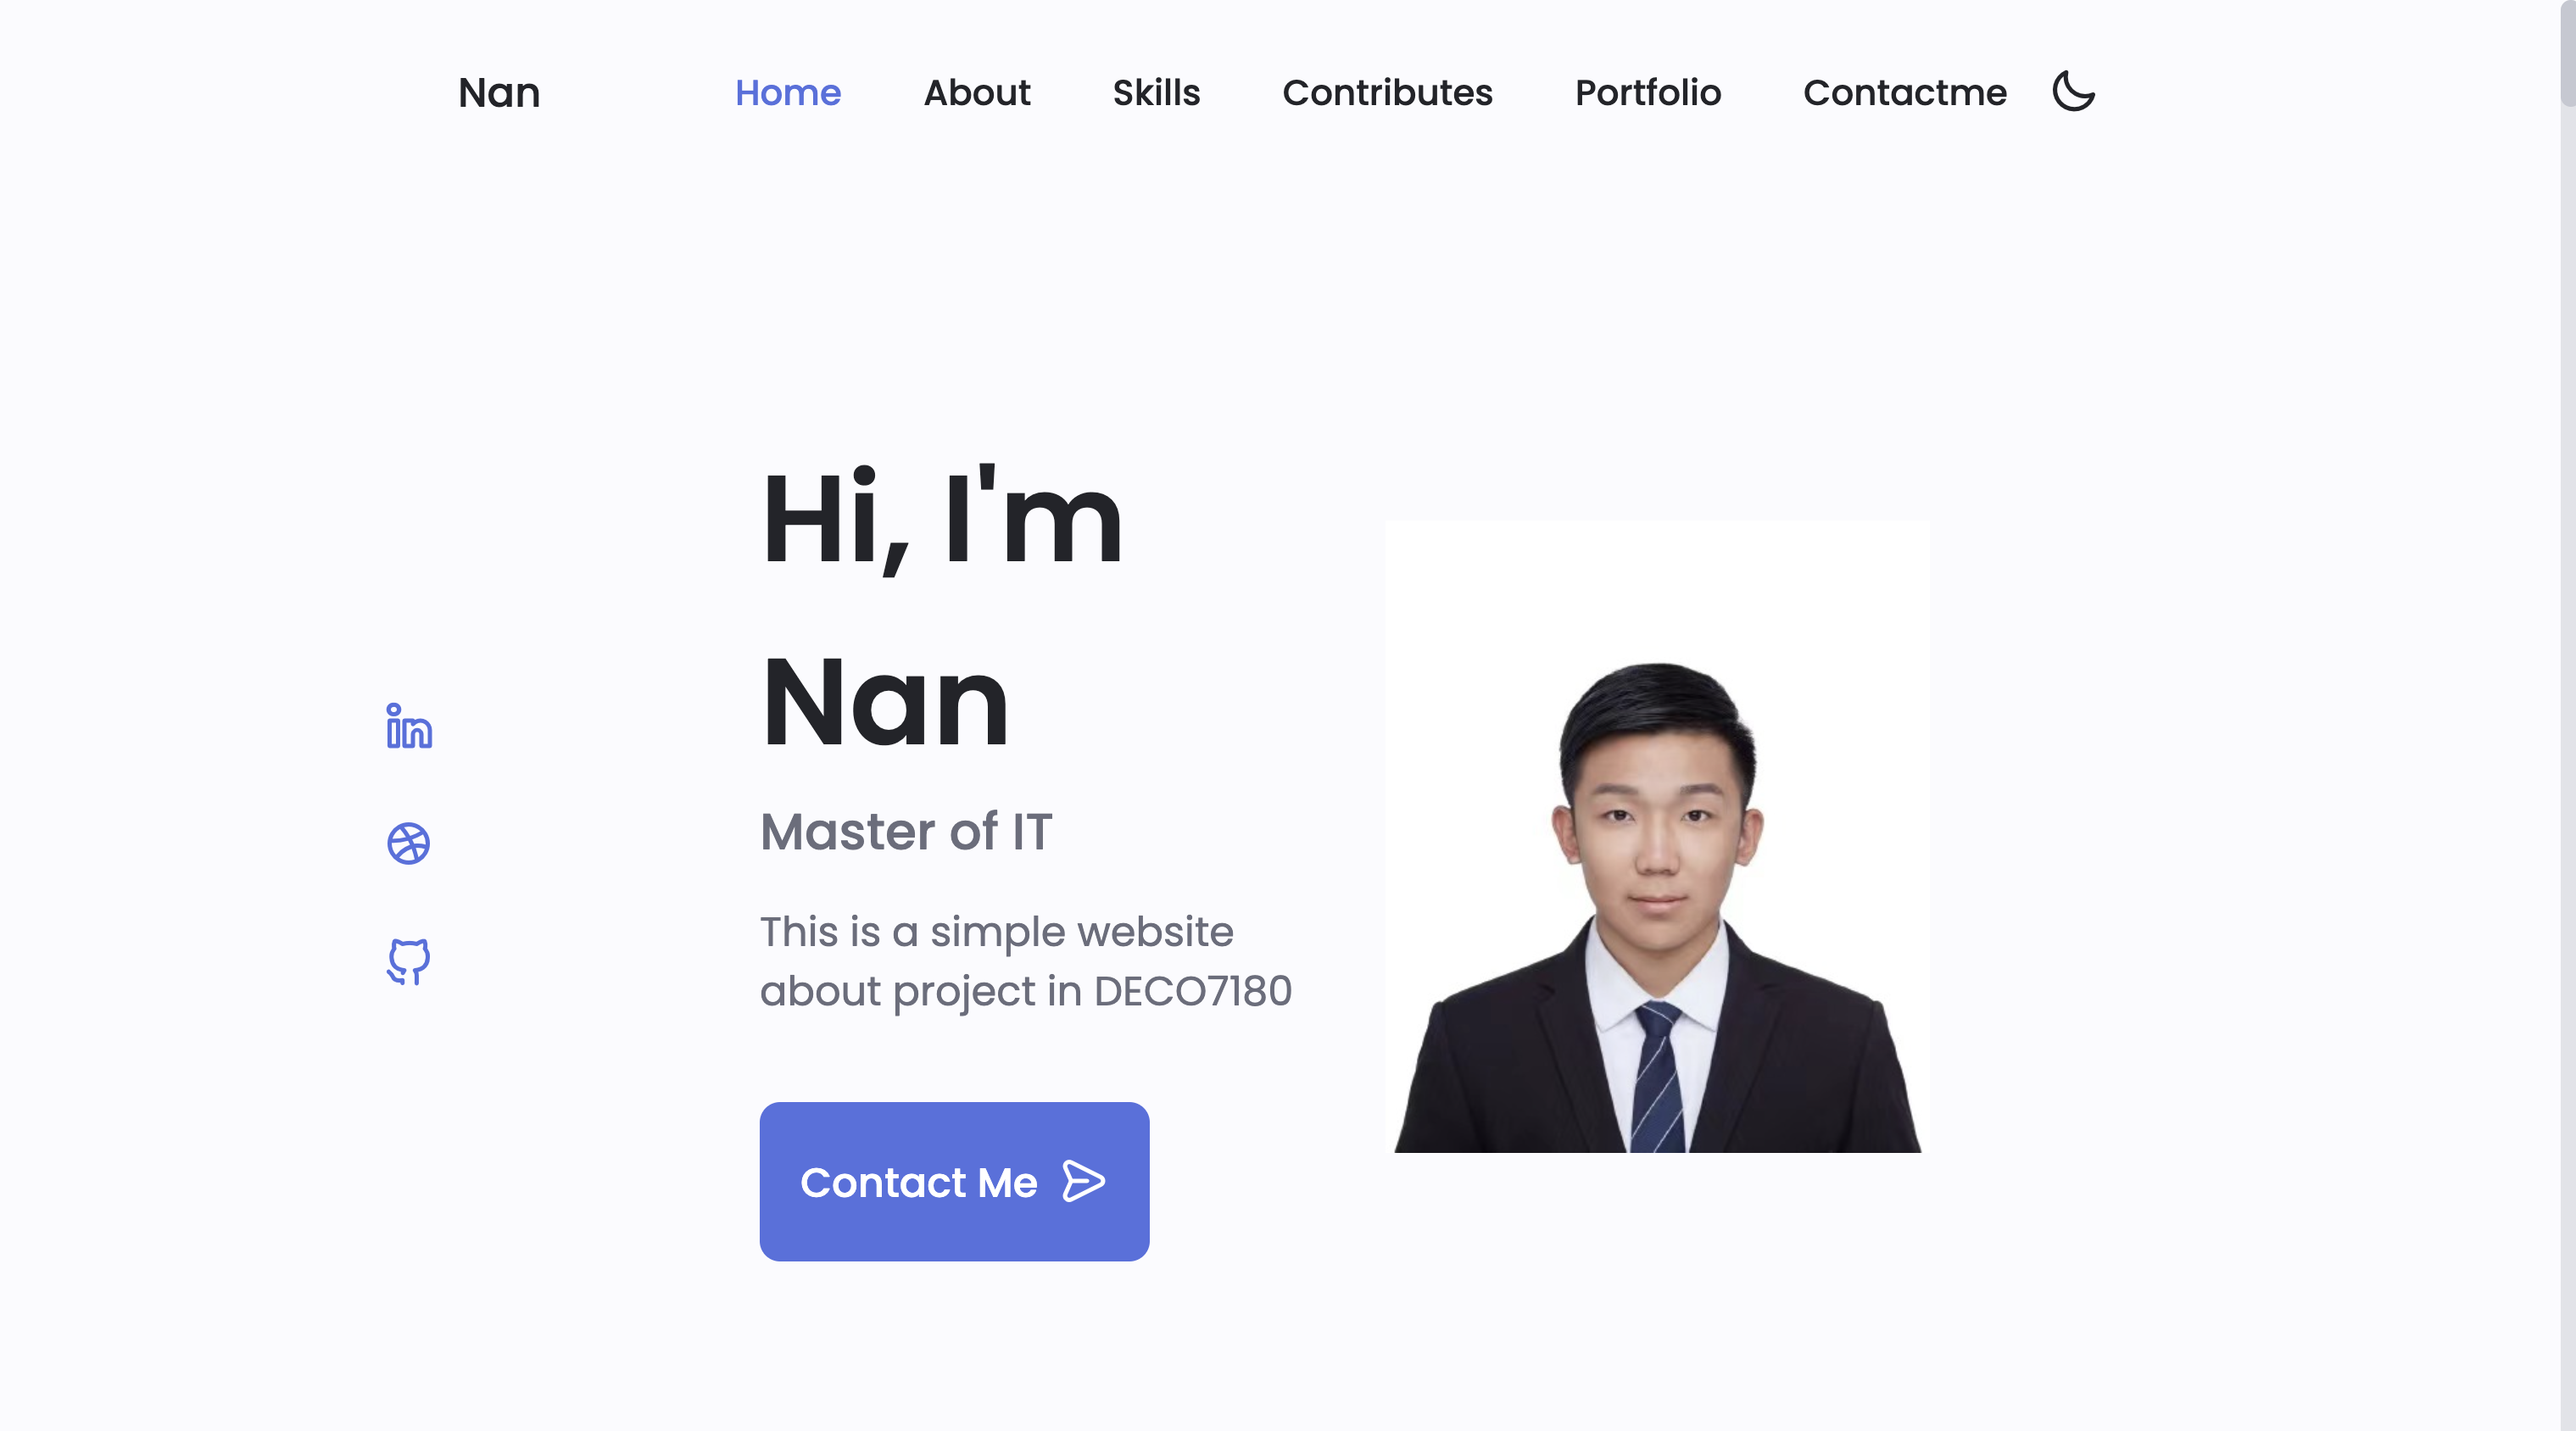 Nan
Home About Skills Contributes Portfolio Contactme
Hi, I'm
Nan
Master of IT
This is a simple website
about project in DECO7180
Contact Me